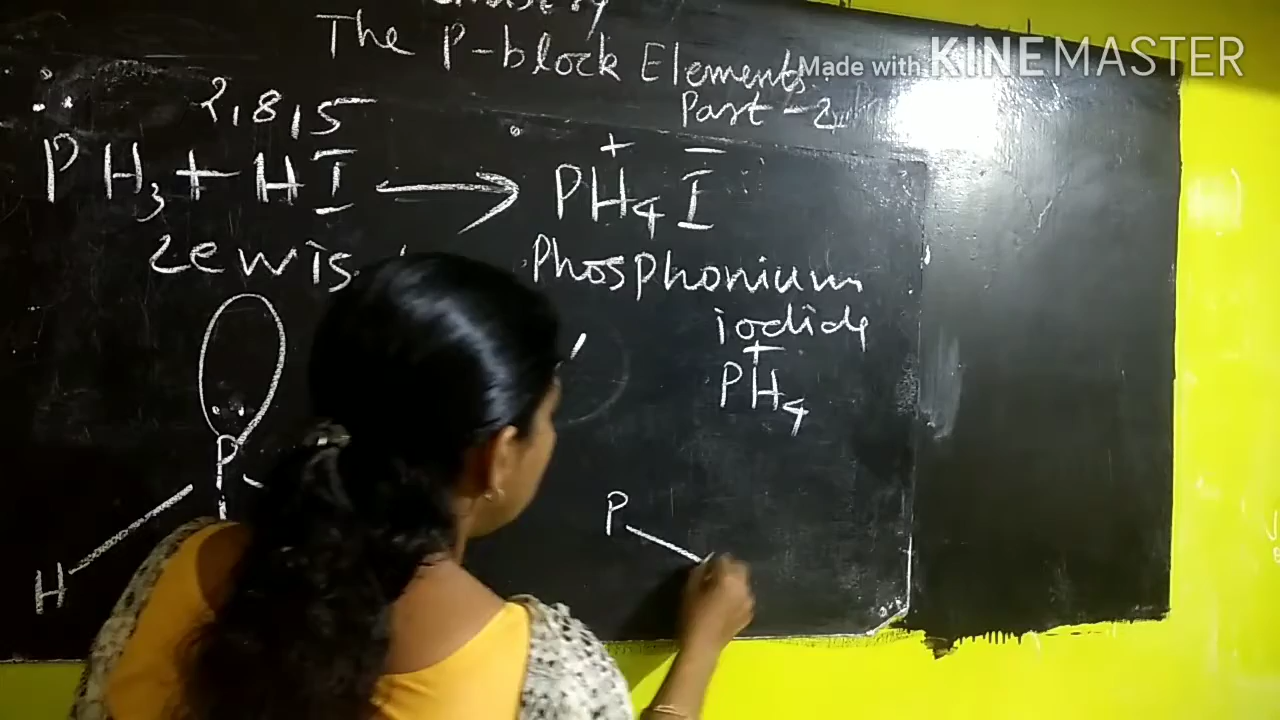 The P-block Elements
Made with KINEMASTER
Part - 2
2,8,5
PH3 + HI → PH4+ I−
Lewis
Phosphonium
iodide
PH4+
P
P
H